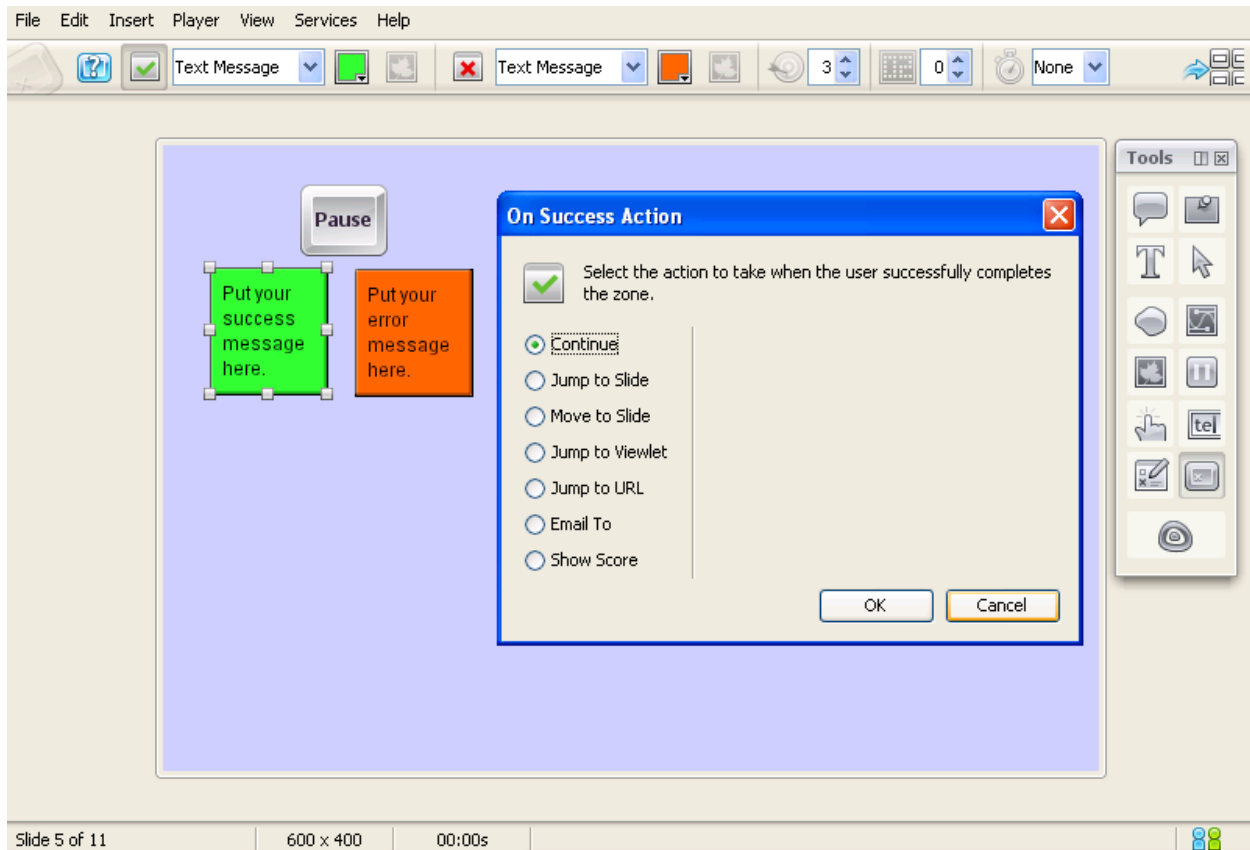 File Edit Insert Player View Services Help
Text Message Text Message 3 0 None
Tools
Pause
On Success Action
Put your
success
message
here.
Put your
error
message
here.
Select the action to take when the user successfully completes
the zone.
Continue
Jump to Slide
Move to Slide
Jump to Viewlet
Jump to URL
Email To
Show Score
OK Cancel
T
tel
Slide 5 of 11 600 x 400 00:00s